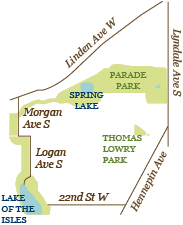 Linden Ave W
Lyndale Ave S
PARADE
PARK
SPRING
LAKE
Morgan
Ave S
THOMAS
LOWRY
PARK
Logan
Ave S
Hennepin Ave
LAKE
OF THE
ISLES
22nd St W